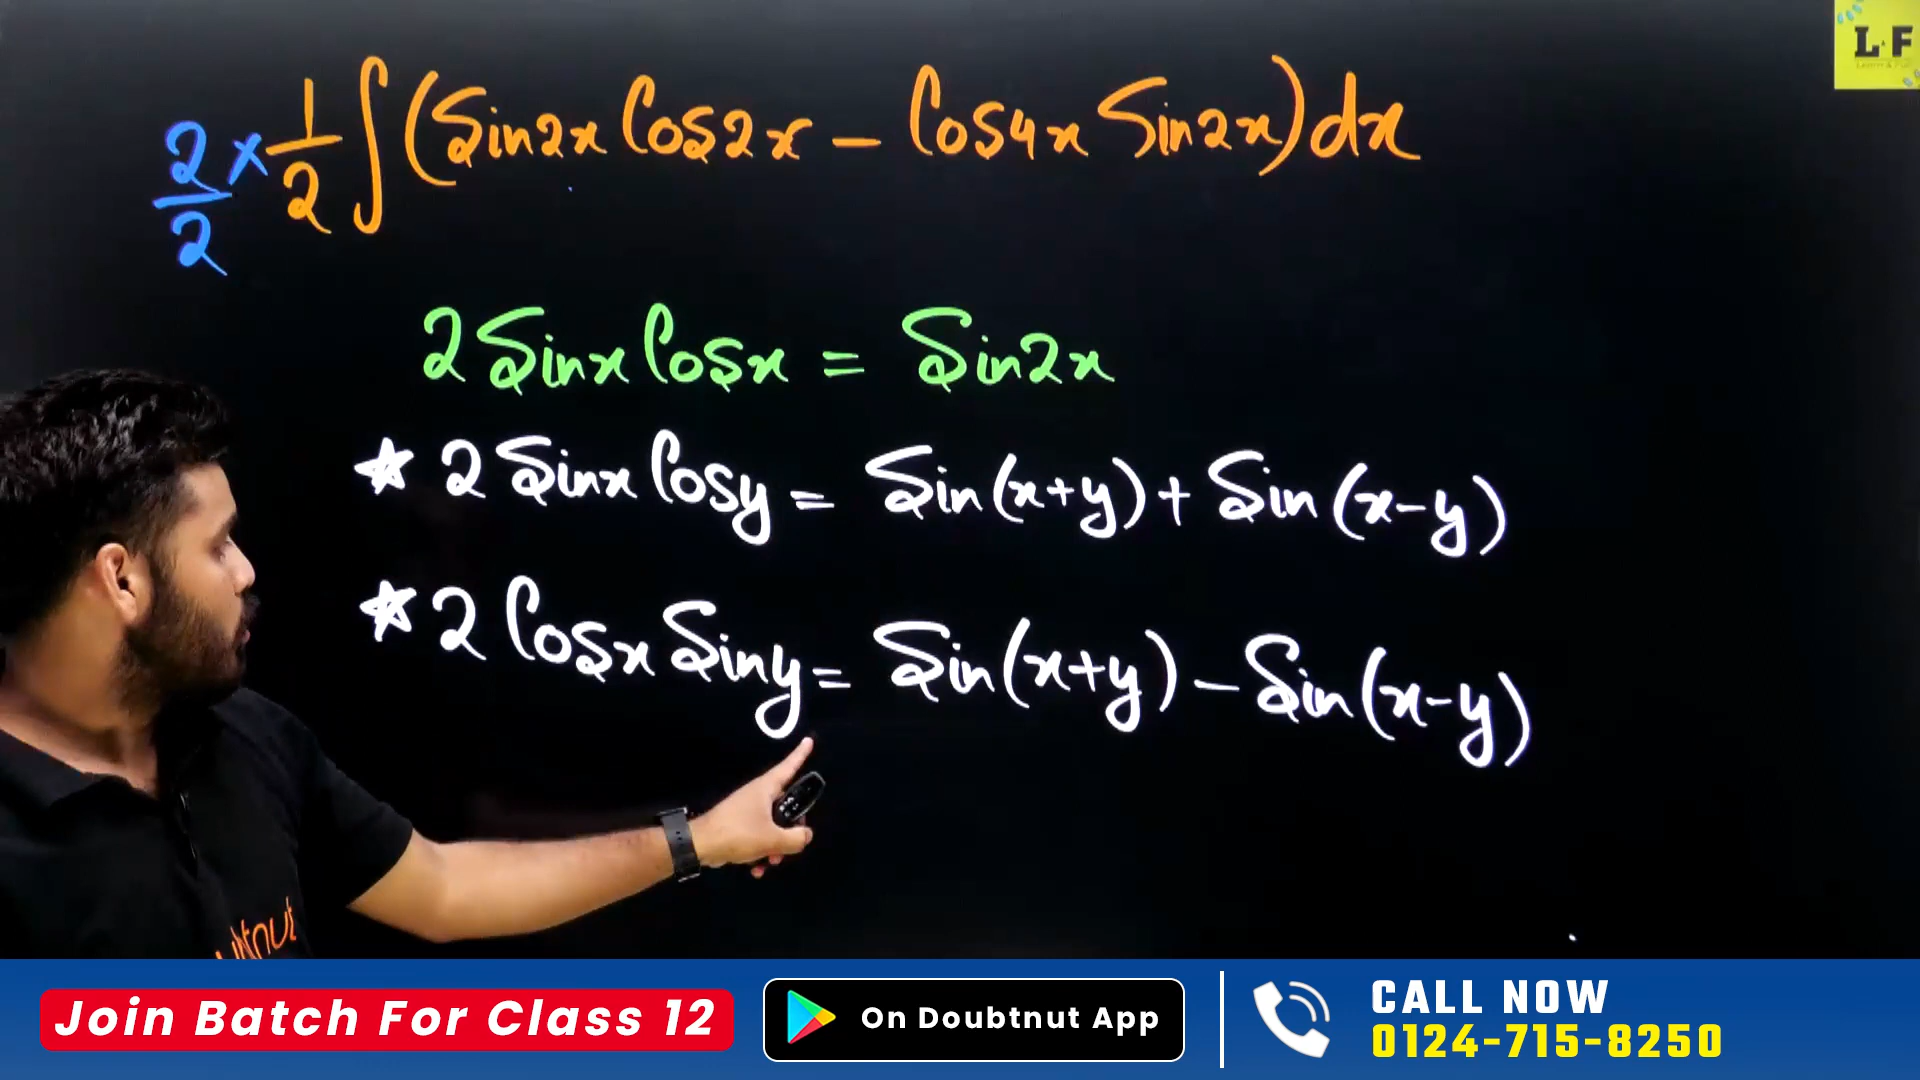 L&F
2/2 × 1/2 ∫(Sin2x Cos2x - Cos4x Sin2x)dx
2 Sinx Cosx = Sin2x
★ 2 Sinx Cosy = Sin(x+y) + Sin(x-y)
★ 2 Cosx Siny = Sin(x+y) - Sin(x-y)
Join Batch For Class 12
On Doubtnut App
CALL NOW
0124-715-8250